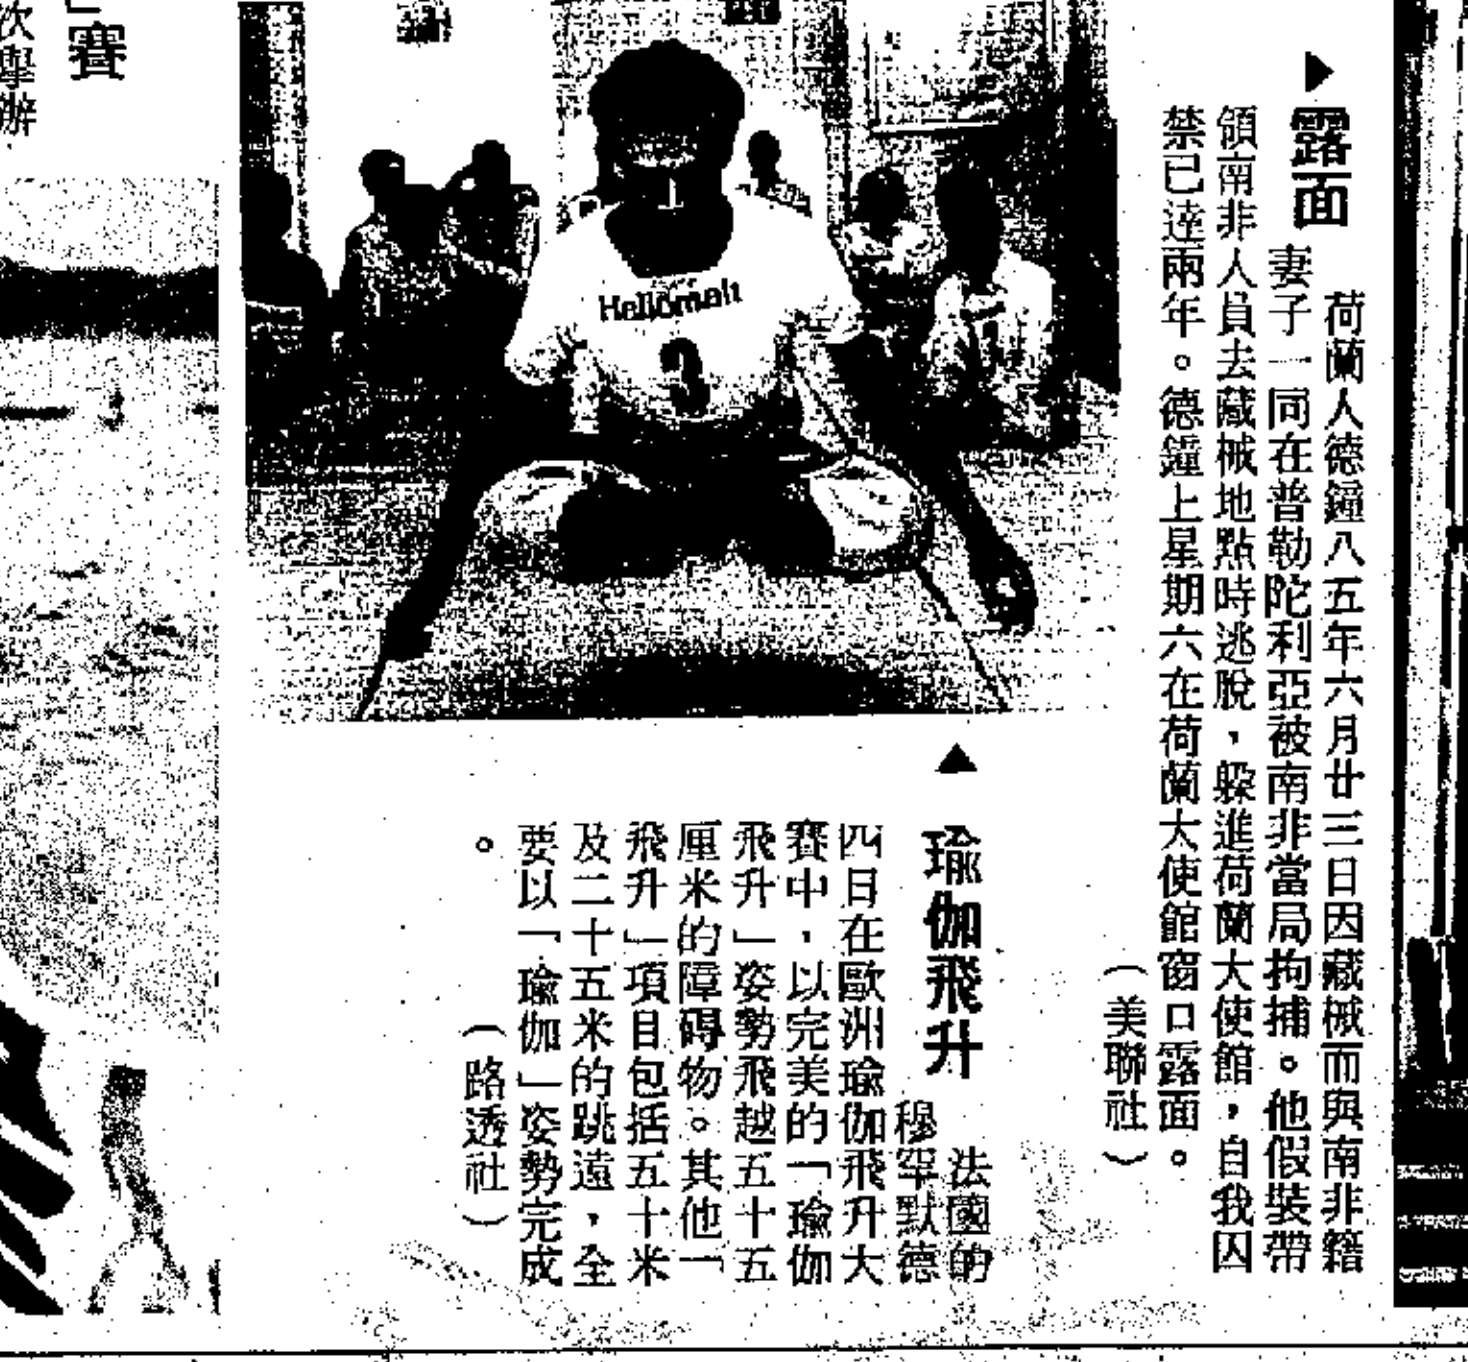 露面
荷蘭人德鐘八五年六月廿三日因藏械而與南非籍
妻子一同在普勒陀利亞被南非當局拘捕。他假裝帶
領南非人員去藏械地點時逃脫，躲進荷蘭大使館，自我囚
禁已達兩年。德鐘上星期六在荷蘭大使館窗口露面。
（美聯社）
Hellomalt
3
瑜伽飛升
法國的
穆罕默德
四日在歐洲瑜伽飛升大
賽中，以完美的「瑜伽
飛升」姿勢飛越五十五
厘米的障碍物。其他「
飛升」項目包括五十米
及二十五米的跳遠，全
要以「瑜伽」姿勢完成
。（路透社）
」賽
次舉辦